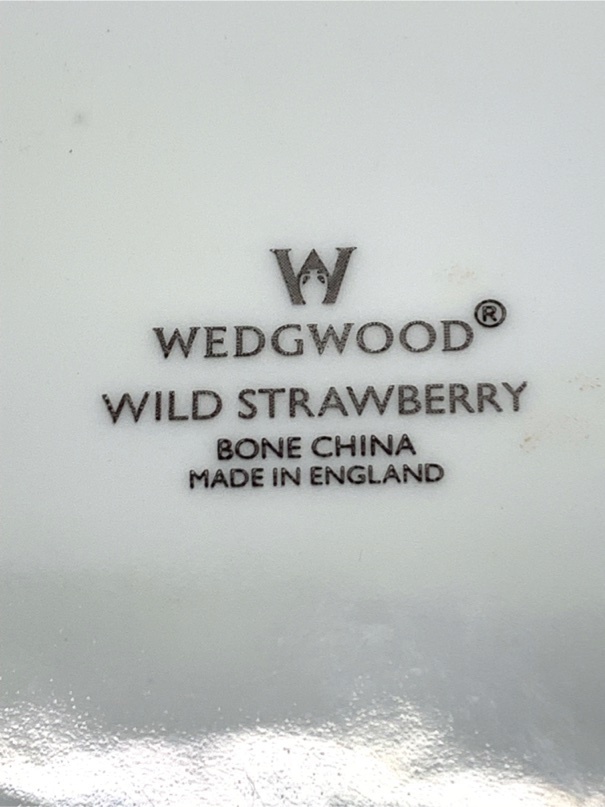 W
WEDGWOOD®
WILD STRAWBERRY
BONE CHINA
MADE IN ENGLAND